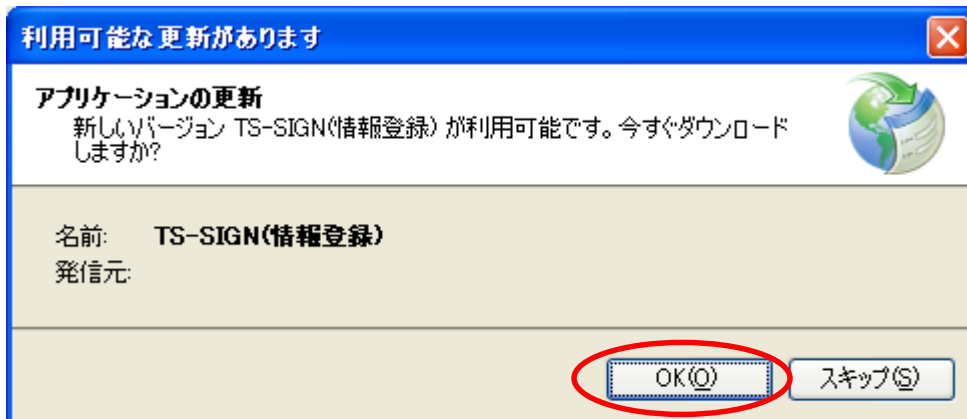 利用可能な更新があります
アプリケーションの更新
新しいバージョン TS-SIGN(情報登録) が利用可能です。今すぐダウンロード
しますか?
名前: TS-SIGN(情報登録)
発信元:
OK(O) スキップ(S)